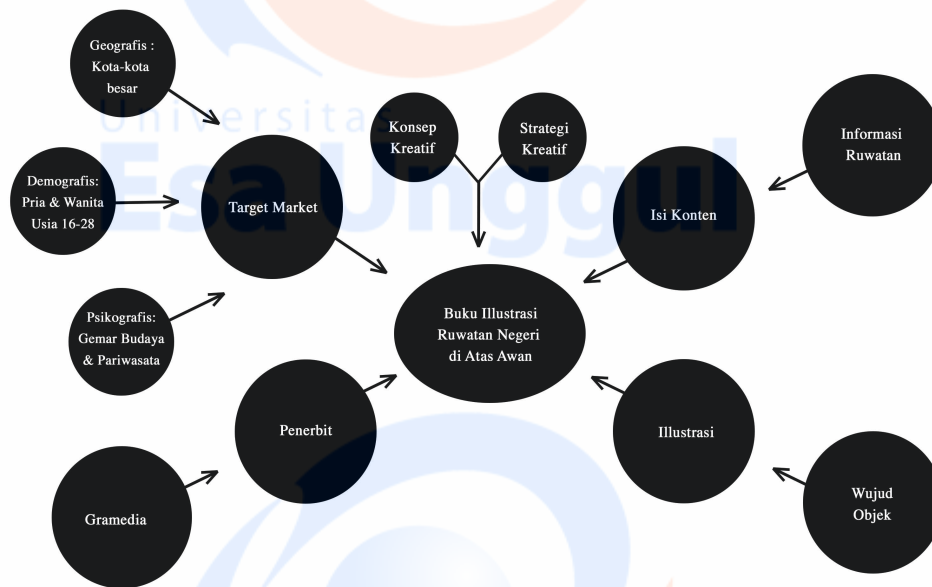 Geografis :
Kota-kota
besar
Universitas
Esa Unggul
Konsep
Kreatif
Strategi
Kreatif
Informasi
Ruwatan
Demografis:
Pria & Wanita
Usia 16-28
Target Market
Isi Konten
Psikografis:
Gemar Budaya
& Pariwasata
Buku Illustrasi
Ruwatan Negeri
di Atas Awan
Penerbit
Illustrasi
Gramedia
Wujud
Objek